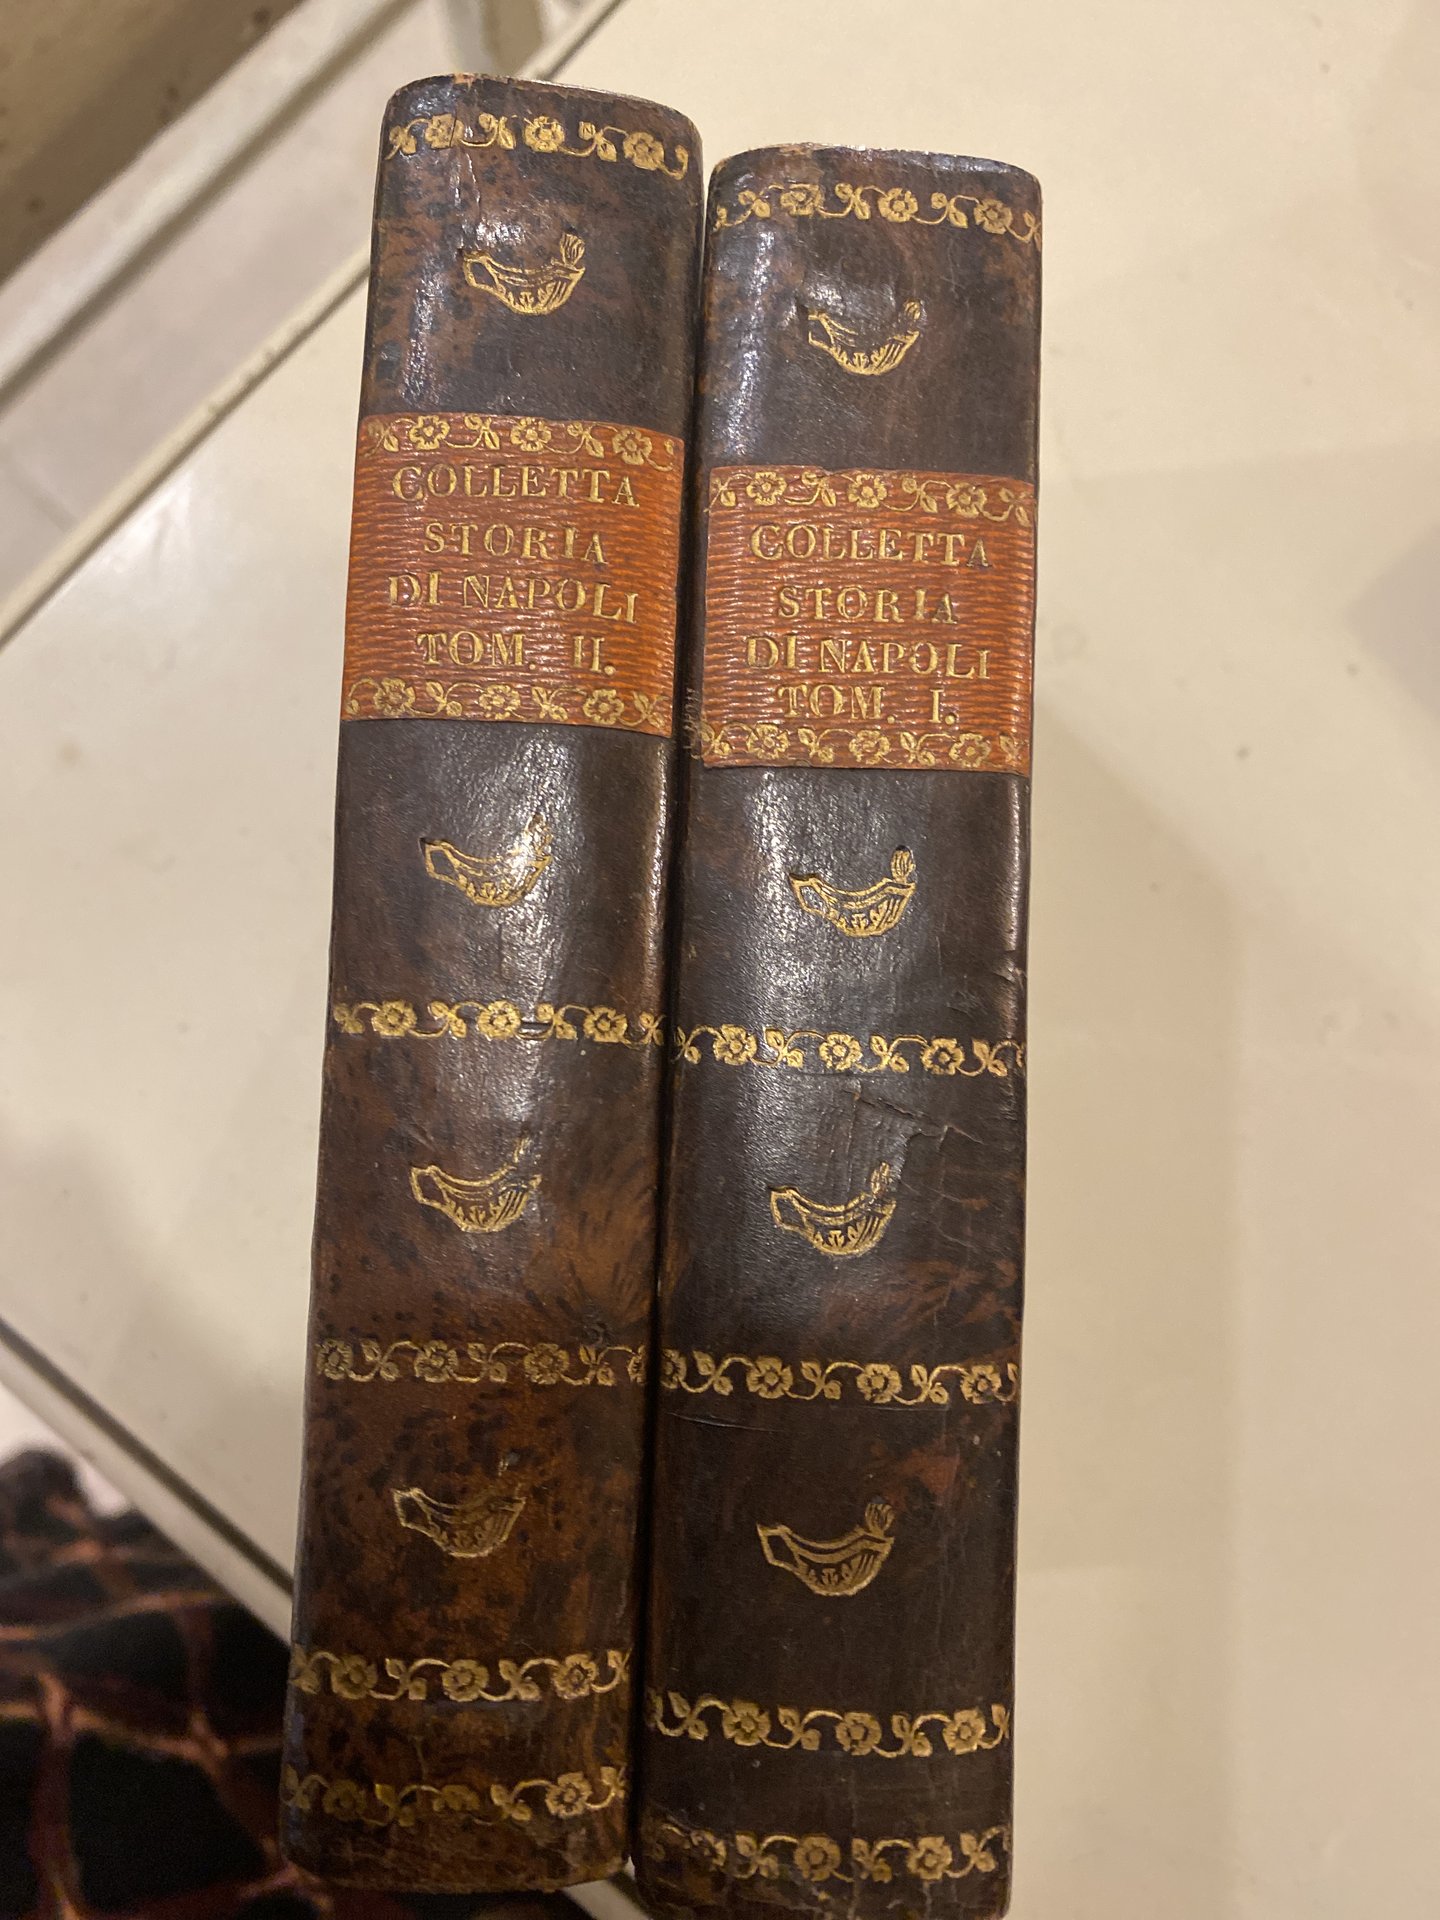 COLLETTA
STORIA
DI NAPOLI
TOM. II.
COLLETTA
STORIA
DI NAPOLI
TOM. I.